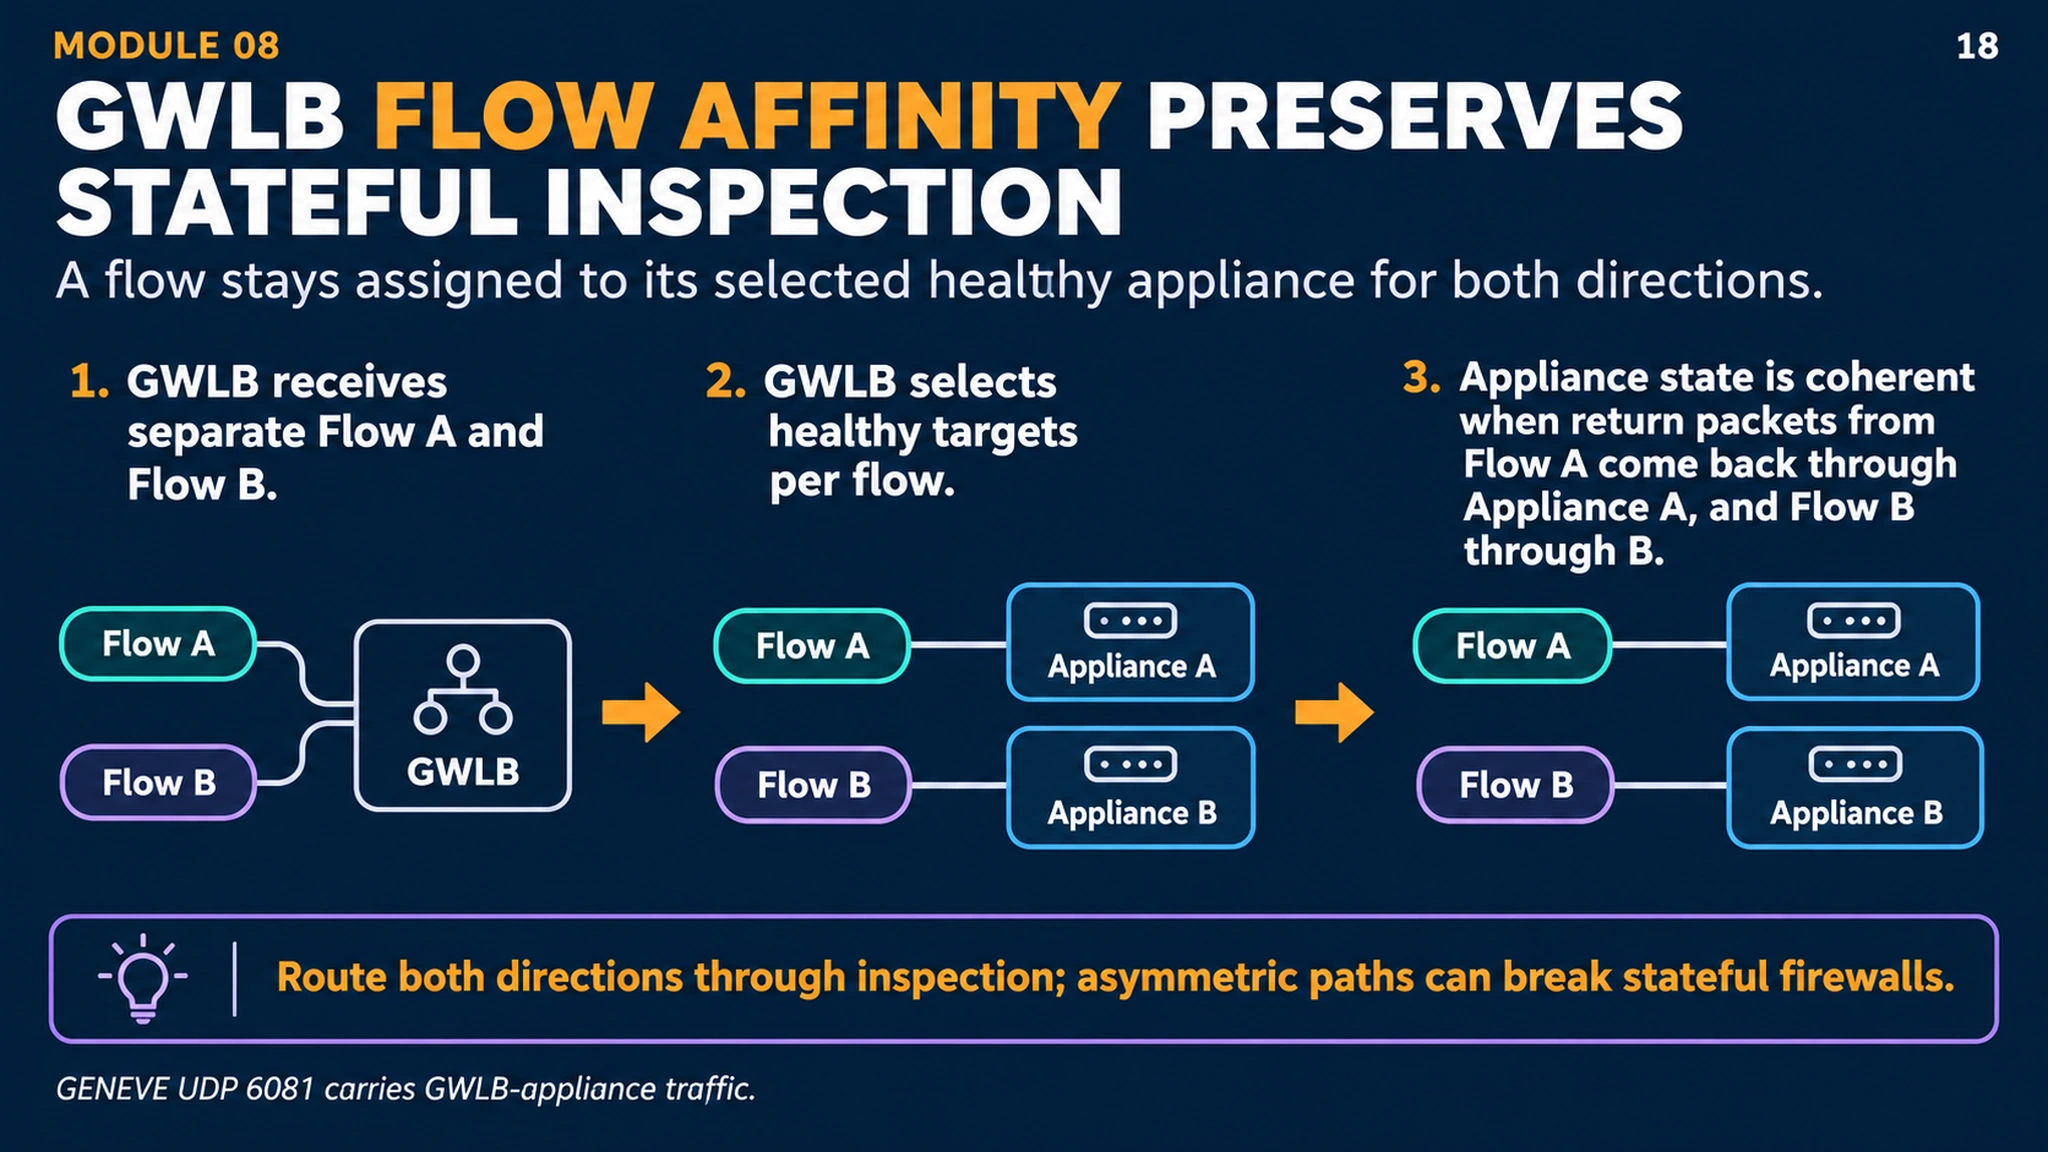 MODULE 08
18
GWLB FLOW AFFINITY PRESERVES
STATEFUL INSPECTION
A flow stays assigned to its selected healthy appliance for both directions.
1. GWLB receives
separate Flow A and
Flow B.
2. GWLB selects
healthy targets
per flow.
3. Appliance state is coherent
when return packets from
Flow A come back through
Appliance A, and Flow B
through B.
Flow A
Flow B
GWLB
Flow A
Appliance A
Flow B
Appliance B
Flow A
Appliance A
Flow B
Appliance B
Route both directions through inspection; asymmetric paths can break stateful firewalls.
GENEVE UDP 6081 carries GWLB-appliance traffic.